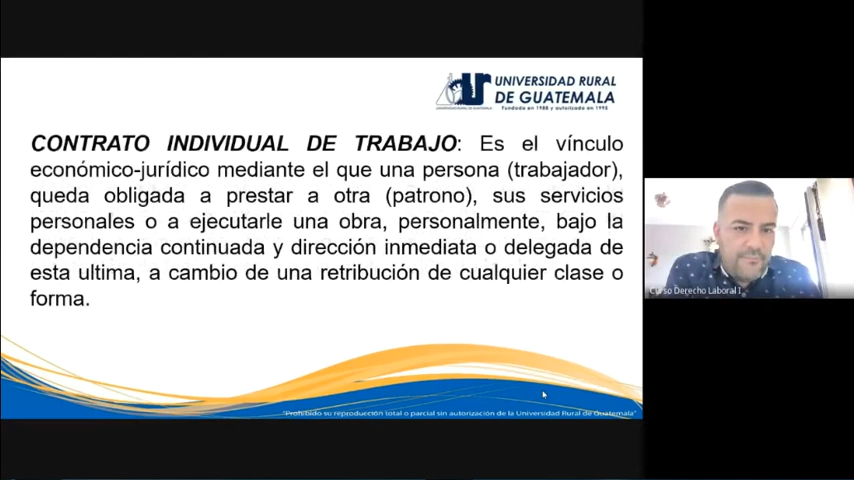 UNIVERSIDAD RURAL
DE GUATEMALA
Fundada en 1988 y autorizada en 1995
CONTRATO INDIVIDUAL DE TRABAJO: Es el vínculo
económico-jurídico mediante el que una persona (trabajador),
queda obligada a prestar a otra (patrono), sus servicios
personales o a ejecutarle una obra, personalmente, bajo la
dependencia continuada y dirección inmediata o delegada de
esta ultima, a cambio de una retribución de cualquier clase o
forma.
Curso Derecho Laboral I
"Prohibido su reproducción total o parcial sin autorización de la Universidad Rural de Guatemala"